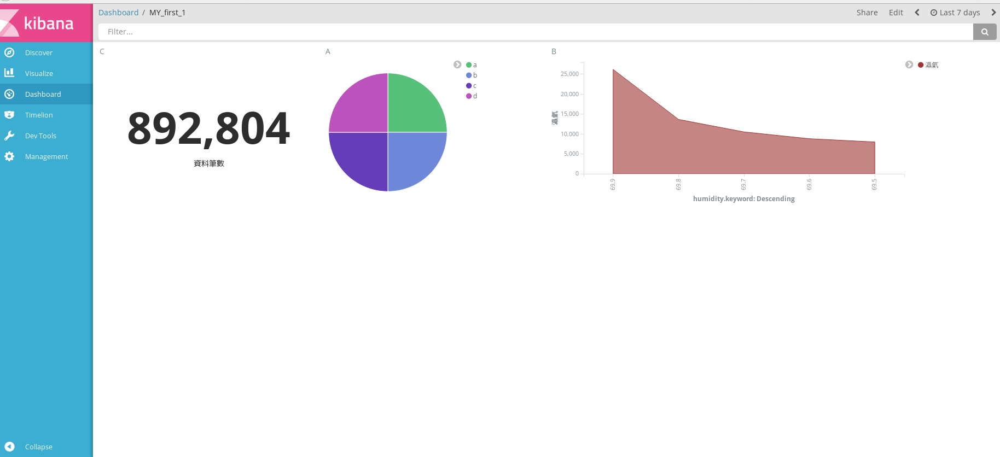 kibana
Discover
Visualize
Dashboard
Timelion
Dev Tools
Management
Collapse
Dashboard / MY_first_1
Share Edit Last 7 days
Filter...
C
892,804
資料筆數
A
a
b
c
d
B
濕氣
濕氣
25,000
20,000
15,000
10,000
5,000
0
69.9 69.8 69.7 69.6 69.5
humidity.keyword: Descending